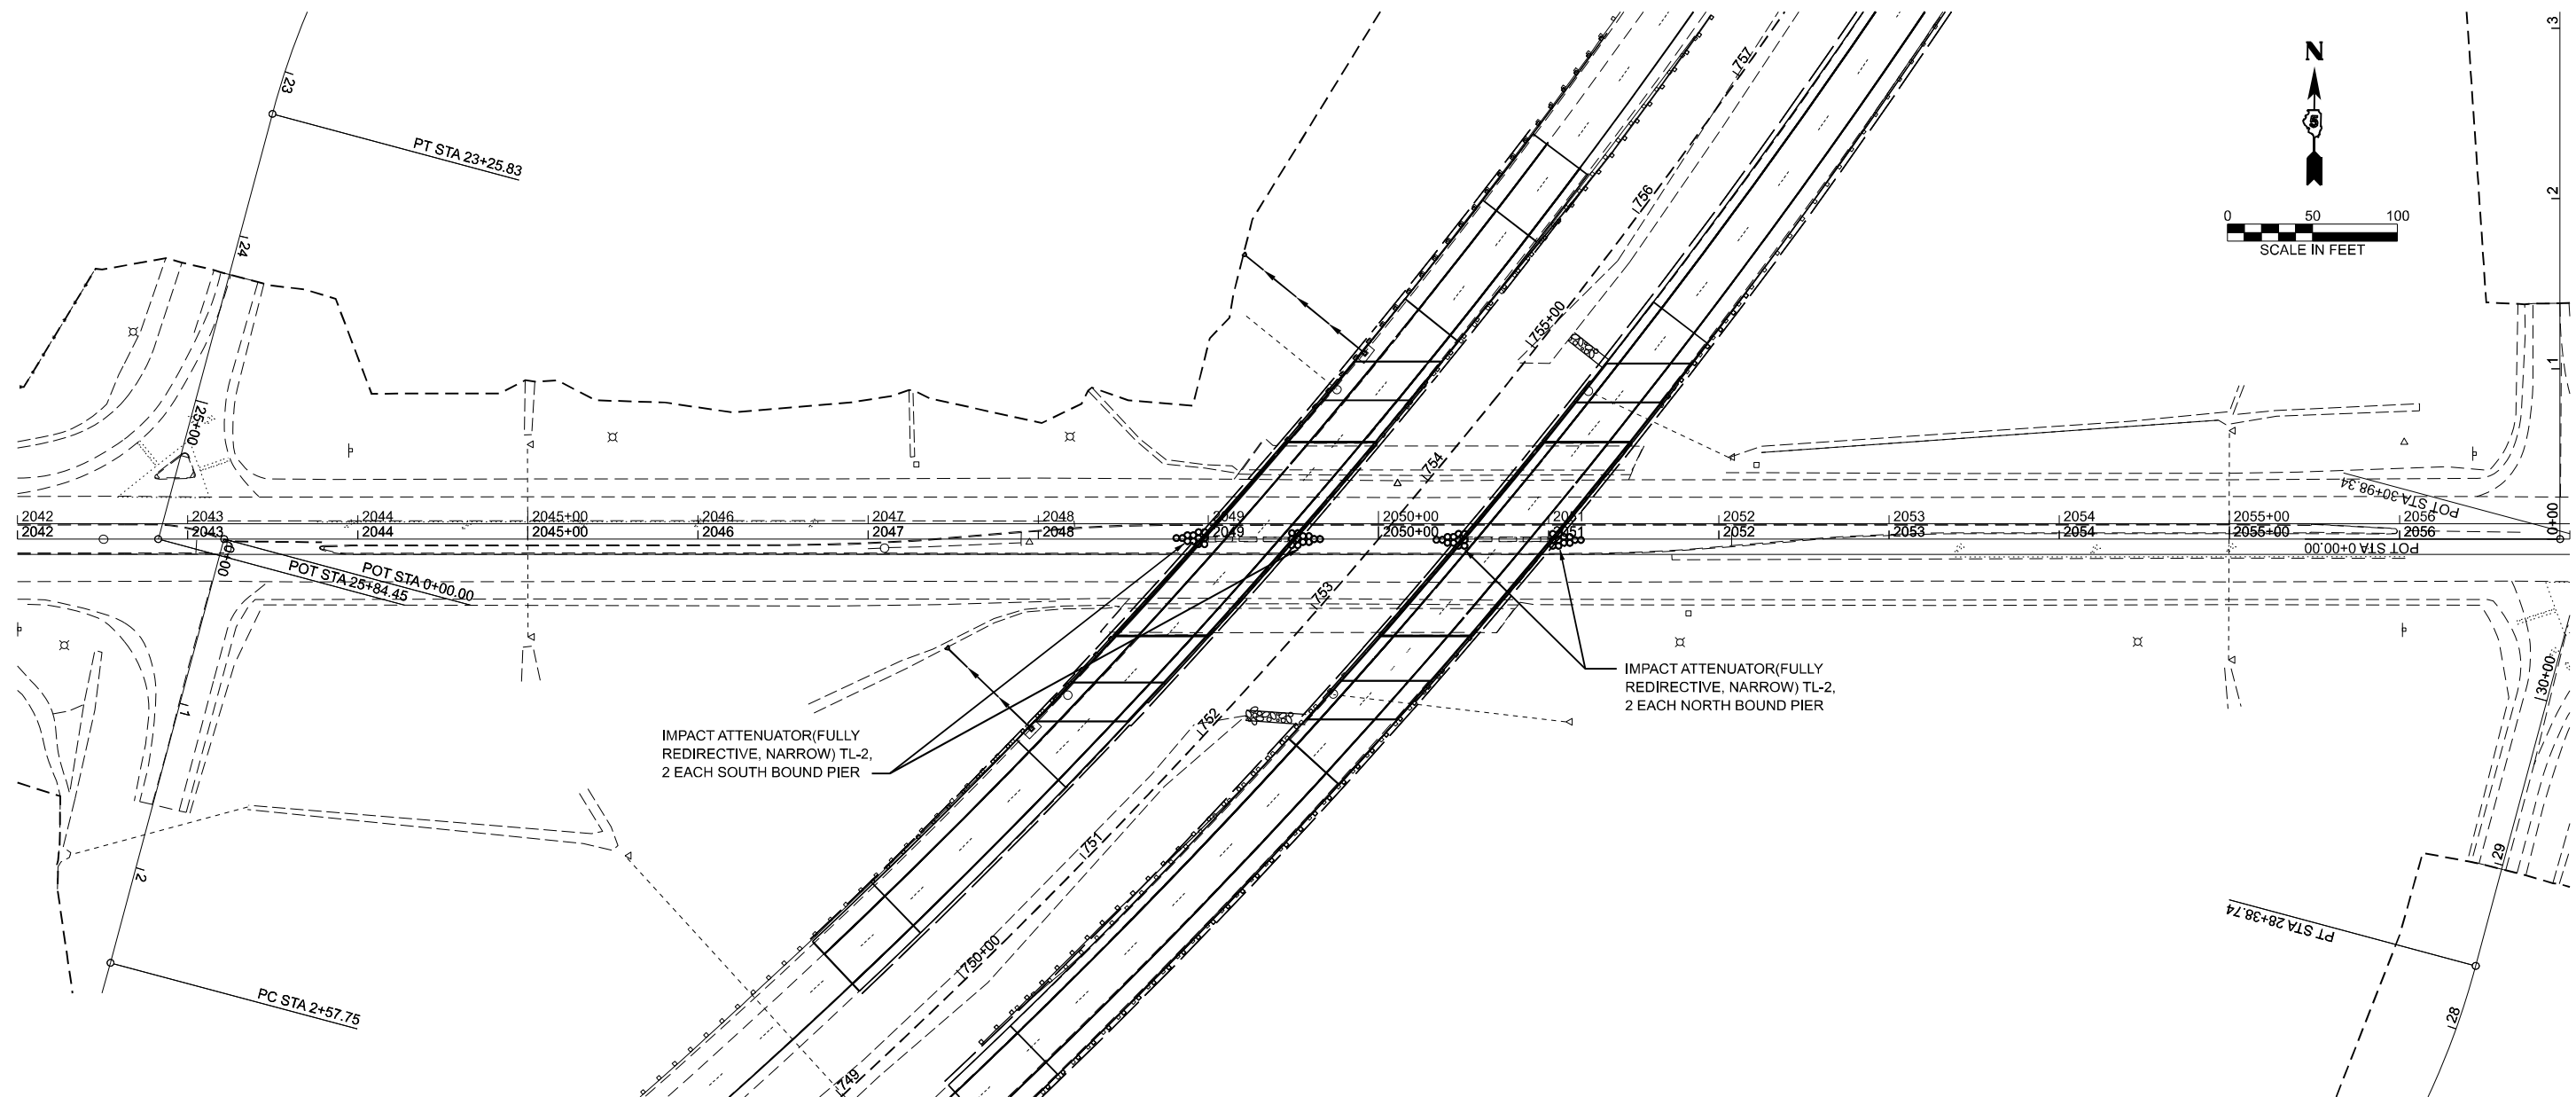 N
5
0 50 100
SCALE IN FEET
3
2
1
0+00
23
PT STA 23+25.83
24
25+00
757
756
755+00
754
753
752
751
750+00
749
2042 2043 2044 2045+00 2046 2047 2048 2049 2050+00 2051 2052 2053 2054 2055+00 2056
2042 2043 2044 2045+00 2046 2047 2048 2049 2050+00 2051 2052 2053 2054 2055+00 2056
POT STA 30+98.34
POT STA 0+00.00
0+00
POT STA 0+00.00
POT STA 25+84.45
1
2
PC STA 2+57.75
IMPACT ATTENUATOR(FULLY
REDIRECTIVE, NARROW) TL-2,
2 EACH SOUTH BOUND PIER
IMPACT ATTENUATOR(FULLY
REDIRECTIVE, NARROW) TL-2,
2 EACH NORTH BOUND PIER
30+00
29
PT STA 28+38.74
28